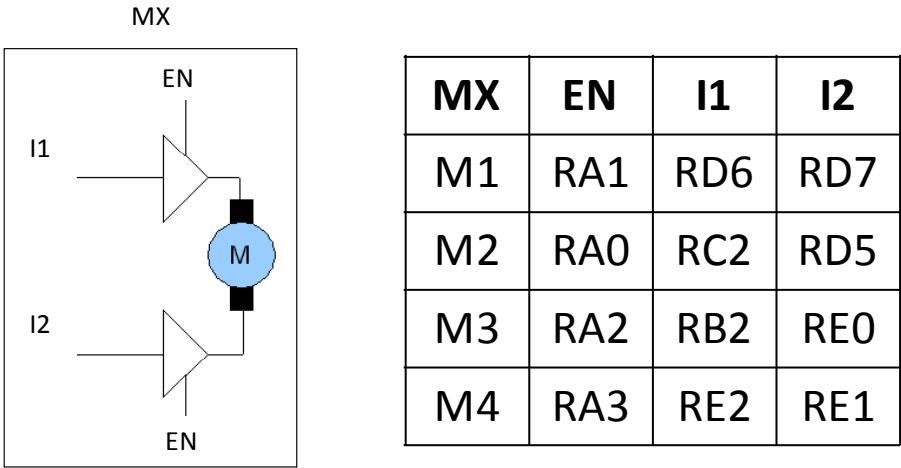 MX
EN
I1
M
I2
EN
MX EN I1 I2
M1 RA1 RD6 RD7
M2 RA0 RC2 RD5
M3 RA2 RB2 RE0
M4 RA3 RE2 RE1